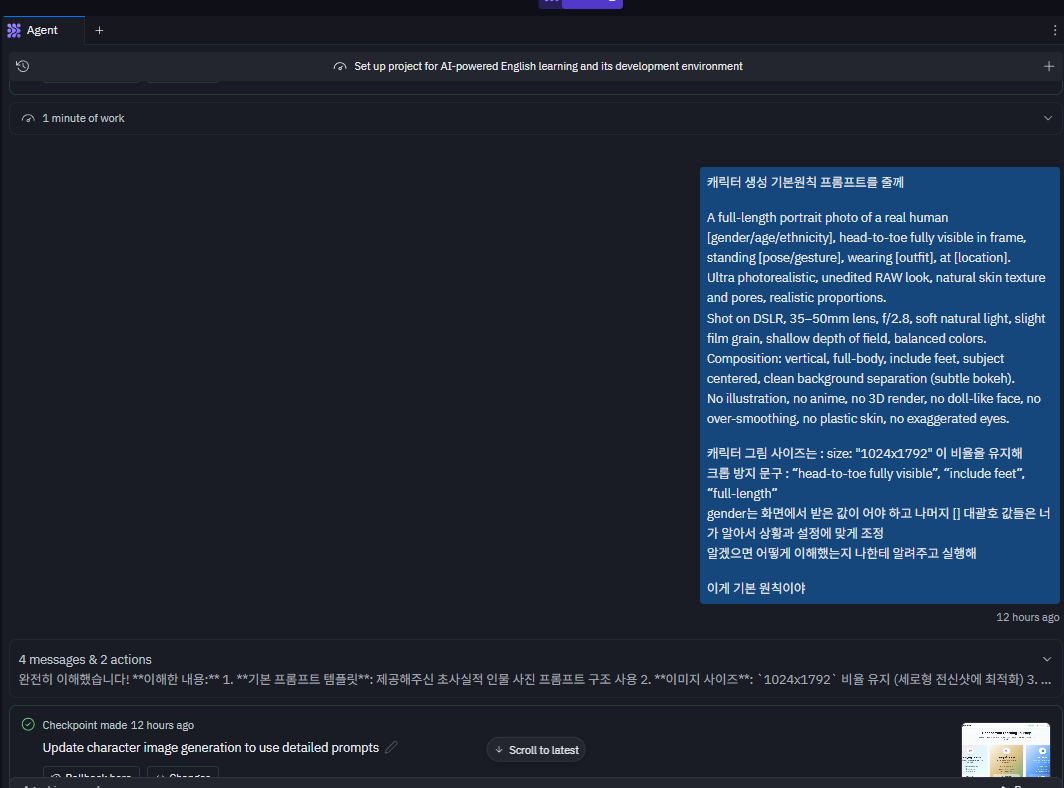 Agent
Set up project for AI-powered English learning and its development environment
1 minute of work
캐릭터 생성 기본원칙 프롬프트를 줄께
A full-length portrait photo of a real human
[gender/age/ethnicity], head-to-toe fully visible in frame,
standing [pose/gesture], wearing [outfit], at [location].
Ultra photorealistic, unedited RAW look, natural skin texture
and pores, realistic proportions.
Shot on DSLR, 35–50mm lens, f/2.8, soft natural light, slight
film grain, shallow depth of field, balanced colors.
Composition: vertical, full-body, include feet, subject
centered, clean background separation (subtle bokeh).
No illustration, no anime, no 3D render, no doll-like face, no
over-smoothing, no plastic skin, no exaggerated eyes.
캐릭터 그림 사이즈는 : size: "1024x1792" 이 비율을 유지해
크롭 방지 문구 : “head-to-toe fully visible”, “include feet”,
“full-length”
gender는 화면에서 받은 값이 어야 하고 나머지 [] 대괄호 값들은 너
가 알아서 상황과 설정에 맞게 조정
알겠으면 어떻게 이해했는지 나한테 알려주고 실행해
이게 기본 원칙이야
12 hours ago
4 messages & 2 actions
완전히 이해했습니다! **이해한 내용:** 1. **기본 프롬프트 템플릿**: 제공해주신 초사실적 인물 사진 프롬프트 구조 사용 2. **이미지 사이즈**: `1024x1792` 비율 유지 (세로형 전신샷에 최적화) 3. ...
Checkpoint made 12 hours ago
Update character image generation to use detailed prompts
Scroll to latest
Rollback here
Changes